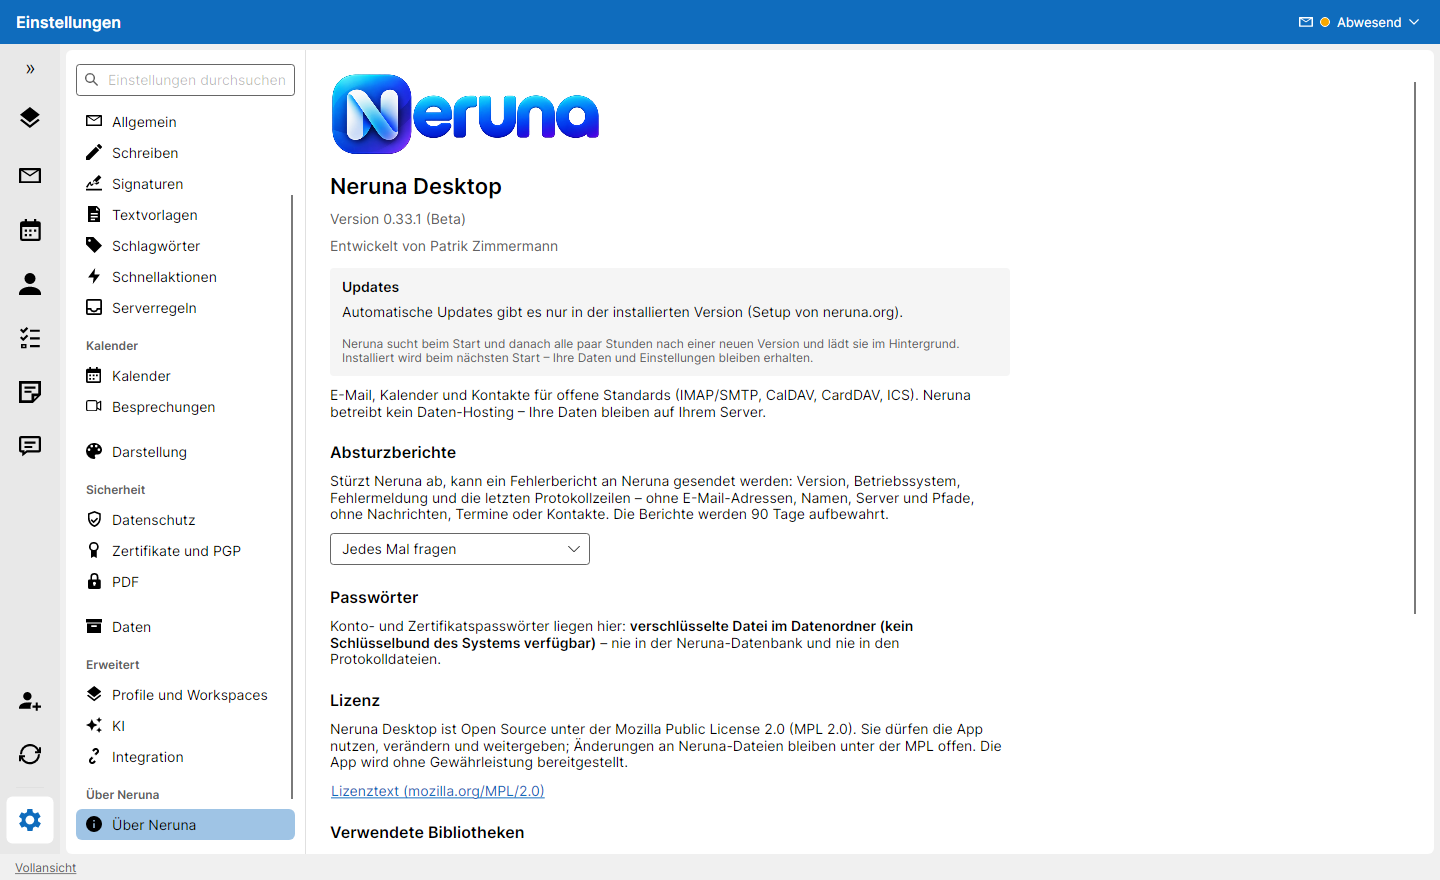 Einstellungen
Abwesend
Einstellungen durchsuchen
Allgemein
Schreiben
Signaturen
Textvorlagen
Schlagwörter
Schnellaktionen
Serverregeln
Kalender
Kalender
Besprechungen
Darstellung
Sicherheit
Datenschutz
Zertifikate und PGP
PDF
Daten
Erweitert
Profile und Workspaces
KI
Integration
Über Neruna
Über Neruna
Vollansicht
Neruna
Neruna Desktop
Version 0.33.1 (Beta)
Entwickelt von Patrik Zimmermann
Updates
Automatische Updates gibt es nur in der installierten Version (Setup von neruna.org).
Neruna sucht beim Start und danach alle paar Stunden nach einer neuen Version und lädt sie im Hintergrund.
Installiert wird beim nächsten Start – Ihre Daten und Einstellungen bleiben erhalten.
E-Mail, Kalender und Kontakte für offene Standards (IMAP/SMTP, CalDAV, CardDAV, ICS). Neruna
betreibt kein Daten-Hosting – Ihre Daten bleiben auf Ihrem Server.
Absturzberichte
Stürzt Neruna ab, kann ein Fehlerbericht an Neruna gesendet werden: Version, Betriebssystem,
Fehlermeldung und die letzten Protokollzeilen – ohne E-Mail-Adressen, Namen, Server und Pfade,
ohne Nachrichten, Termine oder Kontakte. Die Berichte werden 90 Tage aufbewahrt.
Jedes Mal fragen
Passwörter
Konto- und Zertifikatspasswörter liegen hier: verschlüsselte Datei im Datenordner (kein
Schlüsselbund des Systems verfügbar) – nie in der Neruna-Datenbank und nie in den
Protokolldateien.
Lizenz
Neruna Desktop ist Open Source unter der Mozilla Public License 2.0 (MPL 2.0). Sie dürfen die App
nutzen, verändern und weitergeben; Änderungen an Neruna-Dateien bleiben unter der MPL offen. Die
App wird ohne Gewährleistung bereitgestellt.
Lizenztext (mozilla.org/MPL/2.0)
Verwendete Bibliotheken